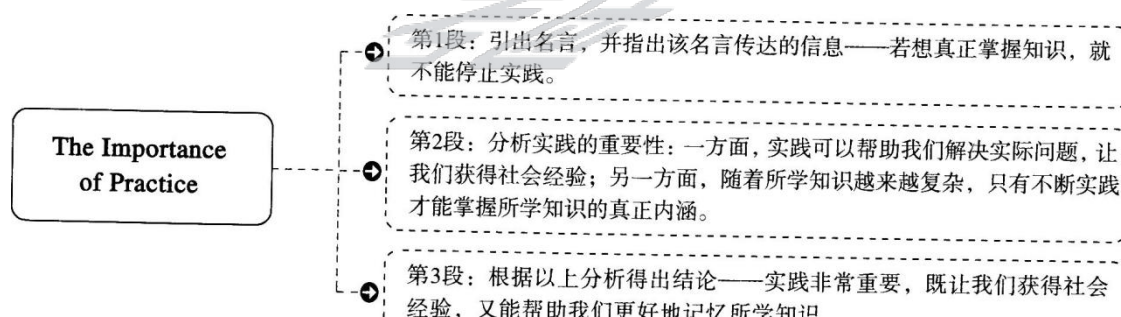 The Importance
of Practice
第1段：引出名言，并指出该名言传达的信息——若想真正掌握知识，就
不能停止实践。
第2段：分析实践的重要性：一方面，实践可以帮助我们解决实际问题，让
我们获得社会经验；另一方面，随着所学知识越来越复杂，只有不断实践
才能掌握所学知识的真正内涵。
第3段：根据以上分析得出结论——实践非常重要，既让我们获得社会
经验，又能帮助我们更好地记忆所学知识